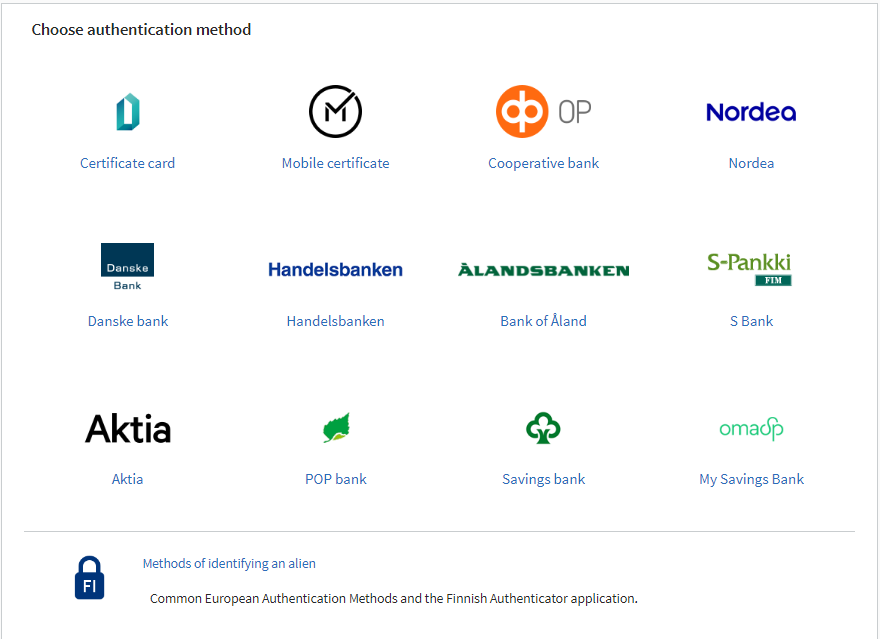 Choose authentication method
OP
Nordea
Certificate card
Mobile certificate
Cooperative bank
Nordea
Danske
Bank
Handelsbanken
ÅLANDSBANKEN
S-Pankki
FIM
Danske bank
Handelsbanken
Bank of Åland
S Bank
Aktia
omasp
Aktia
POP bank
Savings bank
My Savings Bank
FI
Methods of identifying an alien
Common European Authentication Methods and the Finnish Authenticator application.